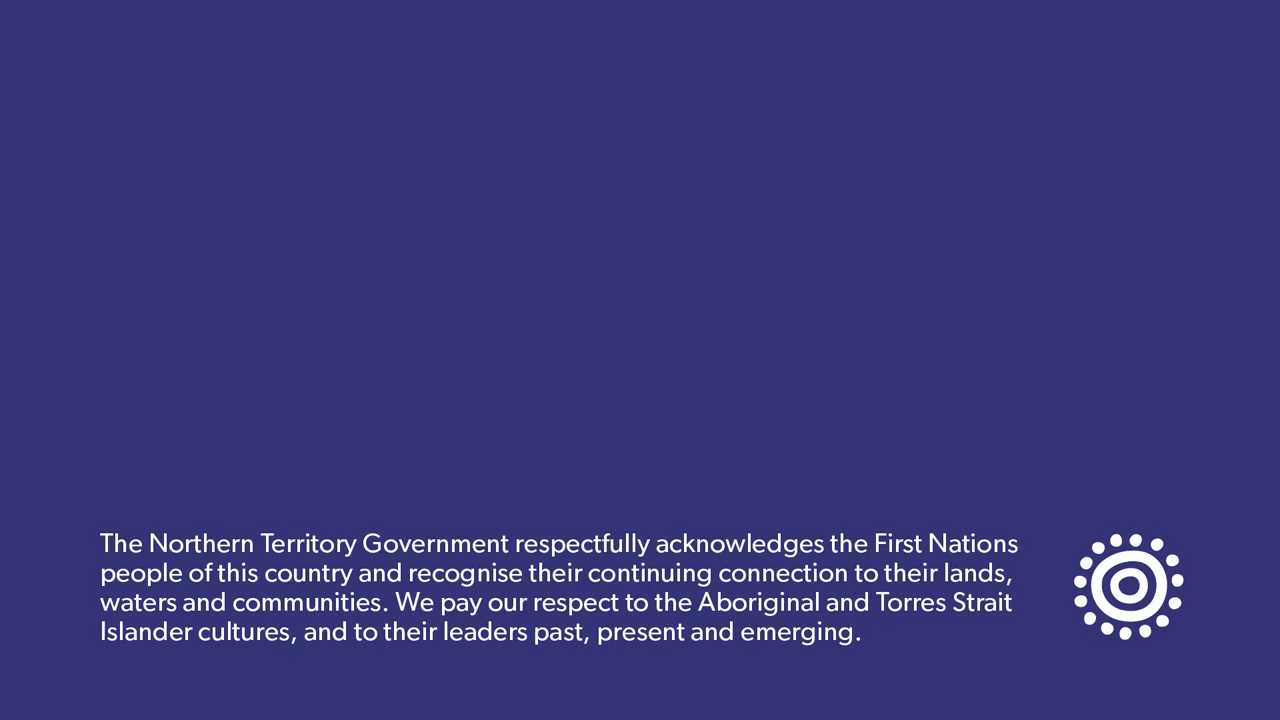 The Northern Territory Government respectfully acknowledges the First Nations
people of this country and recognise their continuing connection to their lands,
waters and communities. We pay our respect to the Aboriginal and Torres Strait
Islander cultures, and to their leaders past, present and emerging.